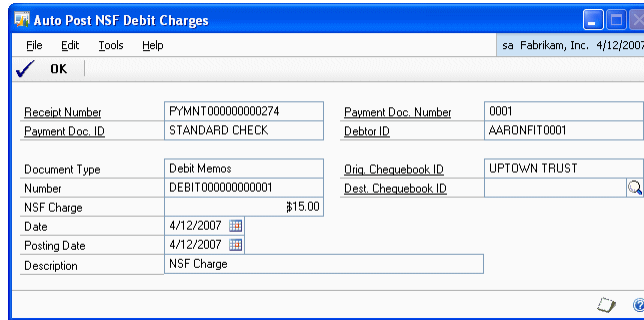 Auto Post NSF Debit Charges
File Edit Tools Help
sa Fabrikam, Inc. 4/12/2007
OK
Receipt Number PYMNT000000000274 Payment Doc. Number 0001
Payment Doc. ID STANDARD CHECK Debtor ID AARONFIT0001
Document Type Debit Memos Orig. Chequebook ID UPTOWN TRUST
Number DEBIT000000000001 Dest. Chequebook ID
NSF Charge $15.00
Date 4/12/2007
Posting Date 4/12/2007
Description NSF Charge